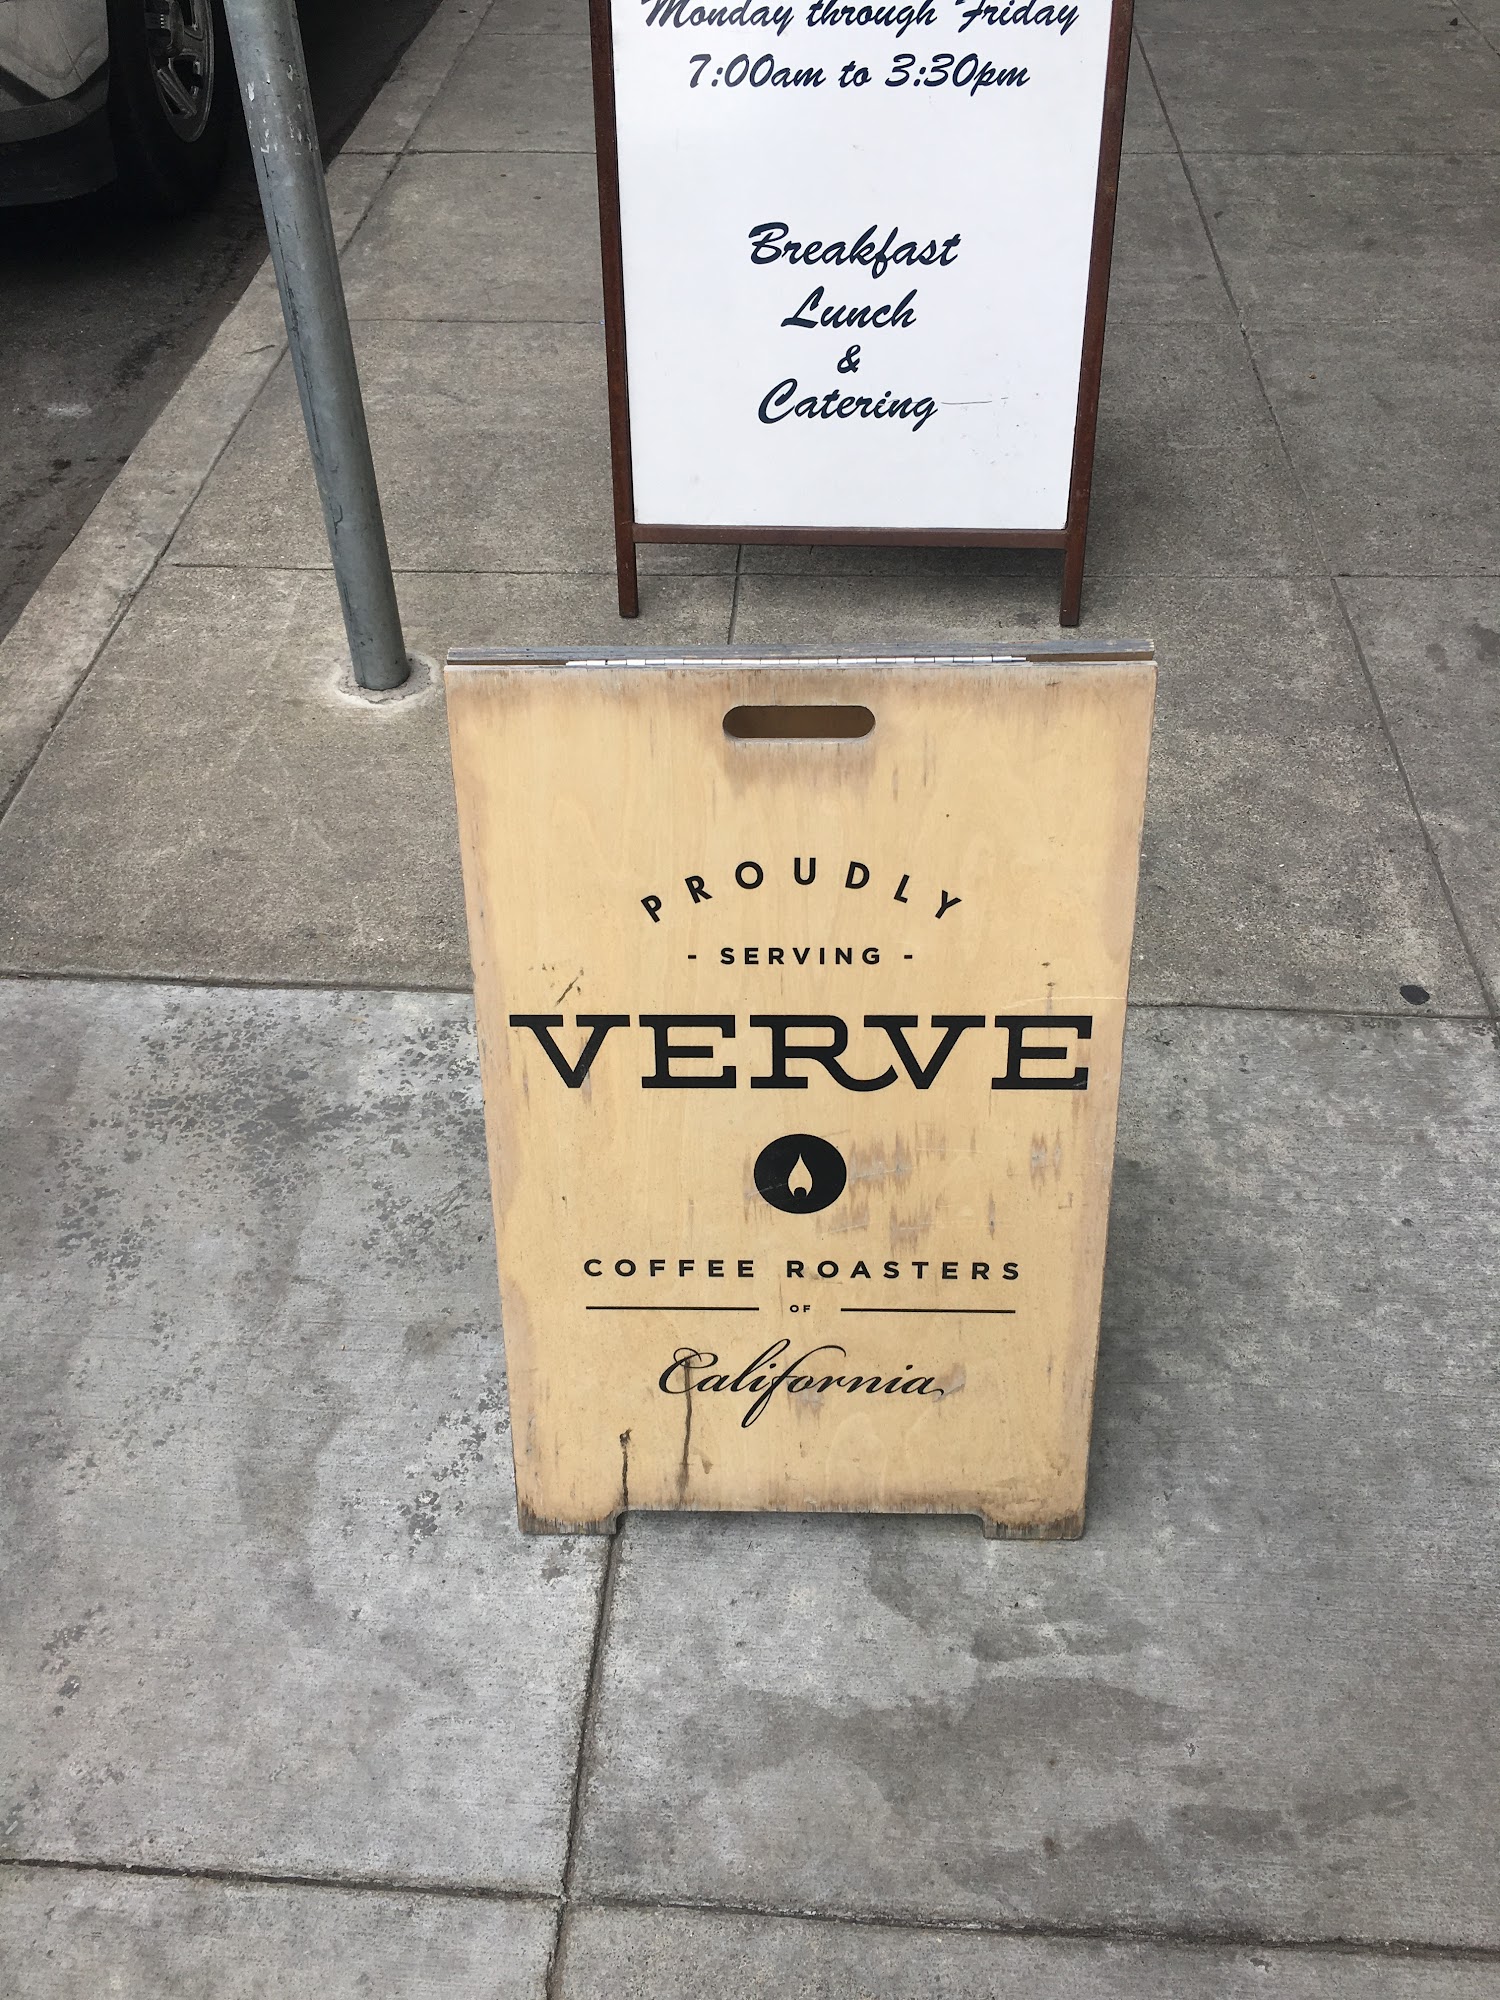 Monday through Friday
7:00am to 3:30pm
Breakfast
Lunch
&
Catering
PROUDLY
- SERVING -
VERVE
COFFEE ROASTERS
OF
California